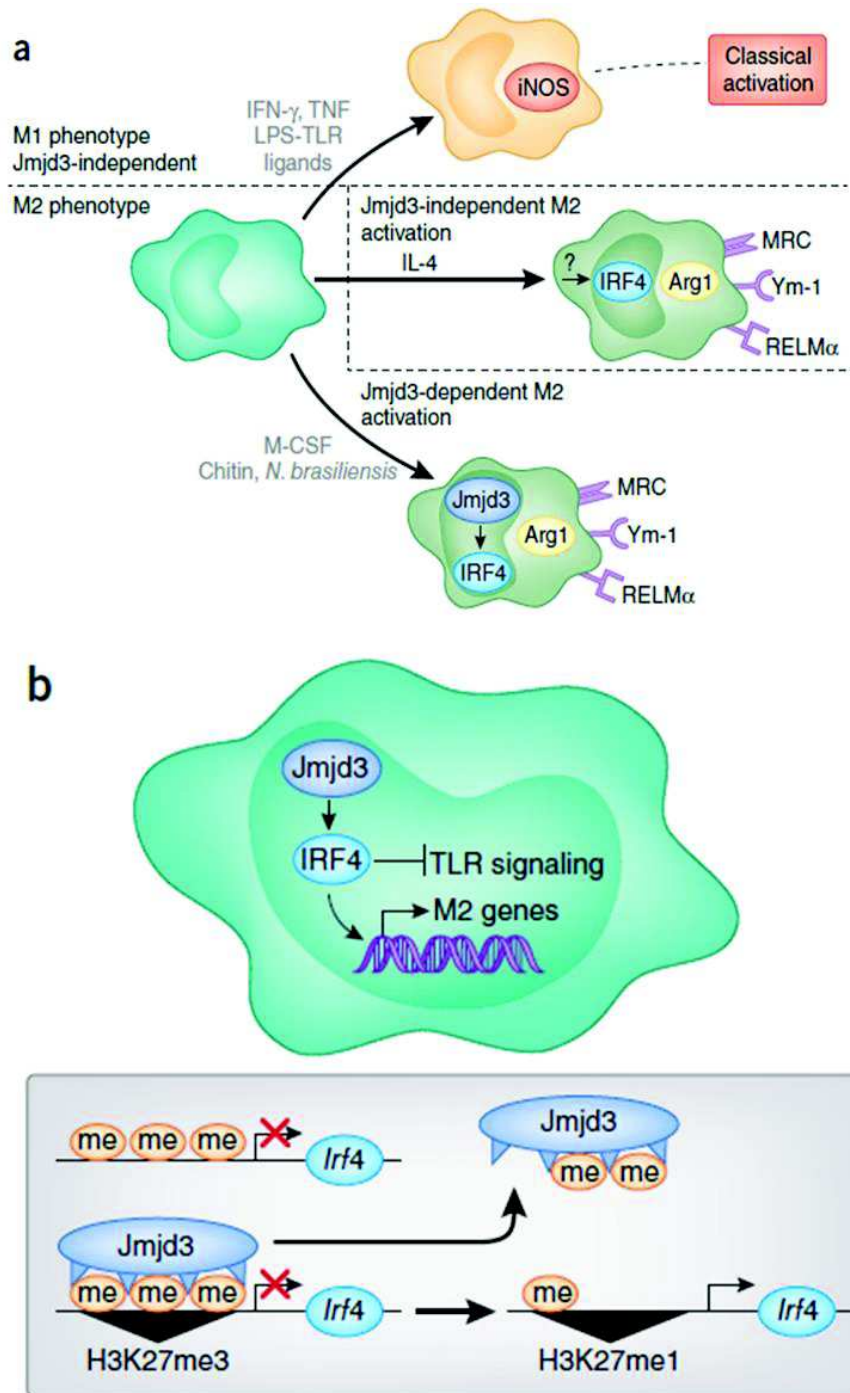 a
iNOS
Classical
activation
IFN-γ, TNF
LPS-TLR
ligands
M1 phenotype
Jmjd3-independent
M2 phenotype
Jmjd3-independent M2
activation
IL-4
?
IRF4
Arg1
MRC
Ym-1
RELMα
Jmjd3-dependent M2
activation
M-CSF
Chitin, N. brasiliensis
Jmjd3
IRF4
Arg1
MRC
Ym-1
RELMα
b
Jmjd3
IRF4
TLR signaling
M2 genes
me me me
Irf4
Jmjd3
me me
Jmjd3
me me me
Irf4
H3K27me3
me
Irf4
H3K27me1